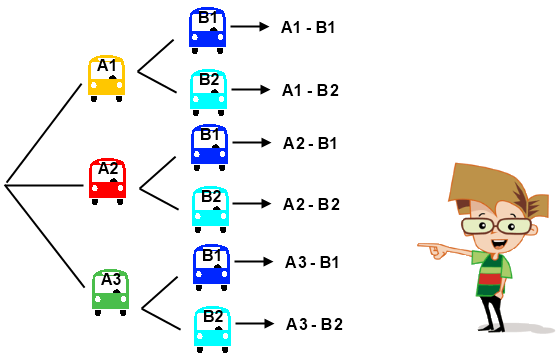 B1
A1 - B1
A1
B2
A1 - B2
B1
A2 - B1
A2
B2
A2 - B2
B1
A3 - B1
A3
B2
A3 - B2